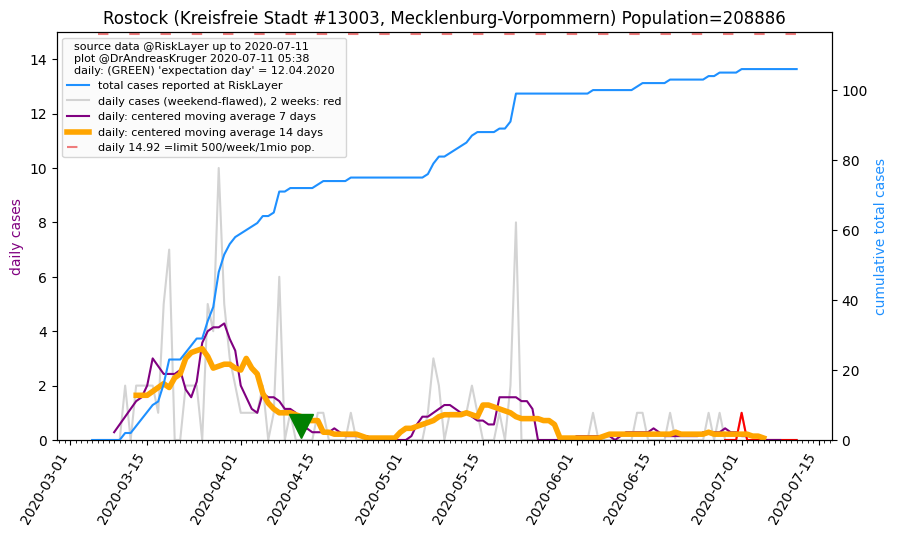 Rostock (Kreisfreie Stadt #13003, Mecklenburg-Vorpommern) Population=208886
source data @RiskLayer up to 2020-07-11
plot @DrAndreasKruger 2020-07-11 05:38
daily: (GREEN) 'expectation day' = 12.04.2020
total cases reported at RiskLayer
daily cases (weekend-flawed), 2 weeks: red
daily: centered moving average 7 days
daily: centered moving average 14 days
daily 14.92 =limit 500/week/1mio pop.
daily cases
14
12
10
8
6
4
2
0
cumulative total cases
100
80
60
40
20
0
2020-03-01
2020-03-15
2020-04-01
2020-04-15
2020-05-01
2020-05-15
2020-06-01
2020-06-15
2020-07-01
2020-07-15